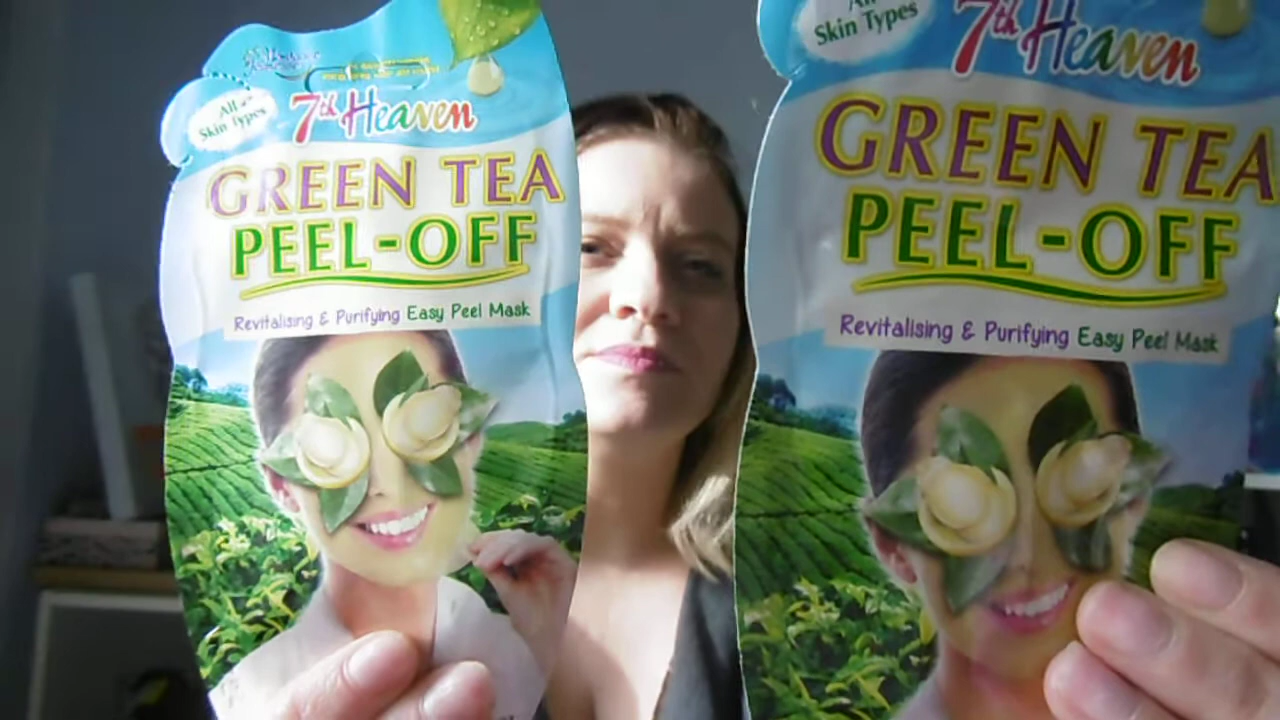 All
Skin Types
7th Heaven
GREEN TEA
PEEL-OFF
Revitalising & Purifying Easy Peel Mask
Skin Types
7th Heaven
GREEN TEA
PEEL-OFF
Revitalising & Purifying Easy Peel Mask